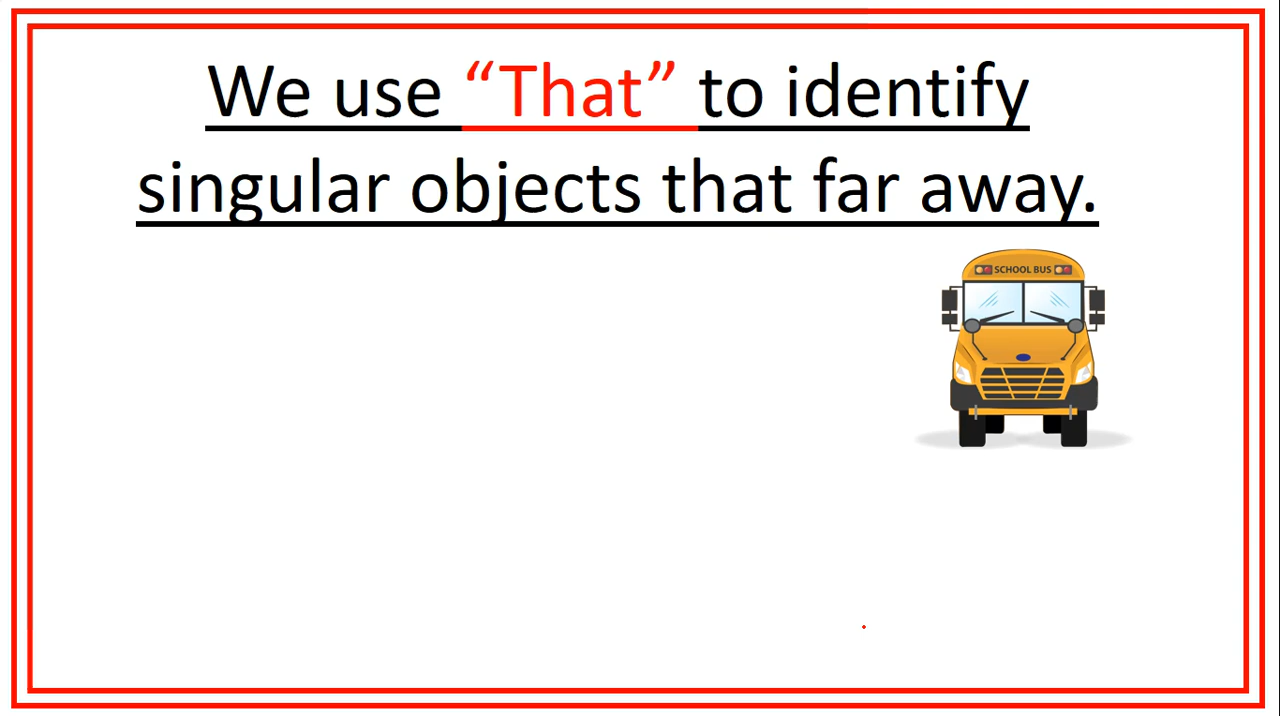 We use “That” to identify
singular objects that far away.
SCHOOL BUS